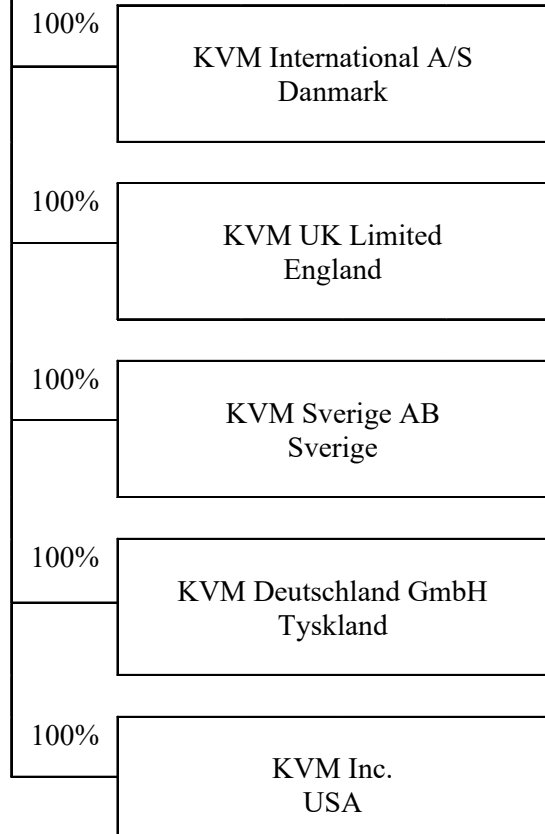 100%
KVM International A/S
Danmark
100%
KVM UK Limited
England
100%
KVM Sverige AB
Sverige
100%
KVM Deutschland GmbH
Tyskland
100%
KVM Inc.
USA